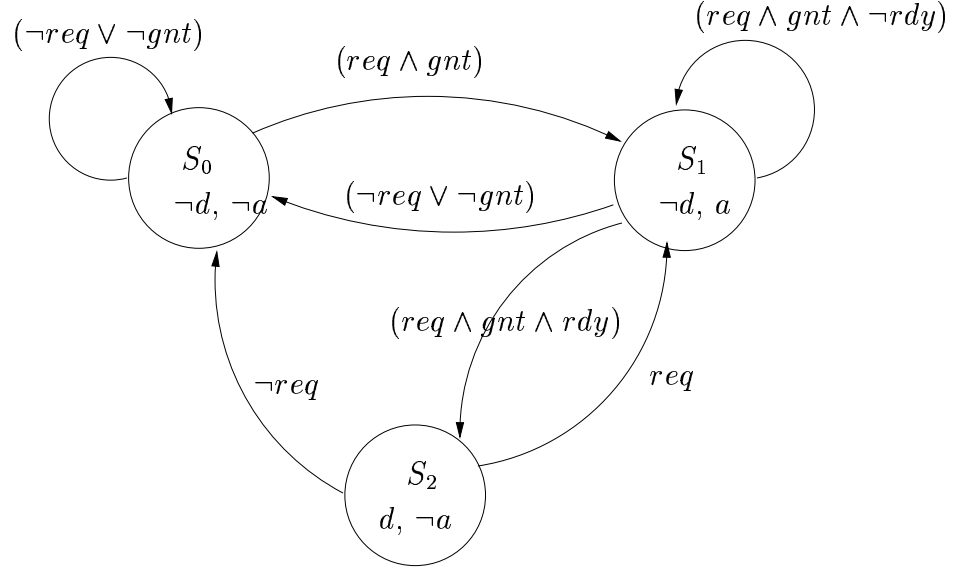 (req ∧ gnt ∧ ¬rdy)
(¬req ∨ ¬gnt)
(req ∧ gnt)
S₀
¬d, ¬a
S₁
¬d, a
(¬req ∨ ¬gnt)
(req ∧ gnt ∧ rdy)
¬req
req
S₂
d, ¬a